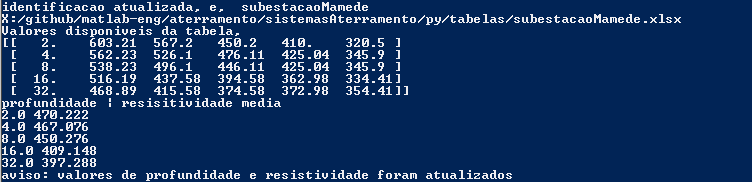 identificacao atualizada, e,  subestacaoMamede
X:/github/matlab-eng/aterramento/sistemasAterramento/py/tabelas/subestacaoMamede.xlsx
Valores disponiveis da tabela,
[[   2.    603.21  567.2   450.2   410.    320.5 ]
 [   4.    562.23  526.1   476.11  425.04  345.9 ]
 [   8.    538.23  496.1   446.11  425.04  345.9 ]
 [  16.    516.19  437.58  394.58  362.98  334.41]
 [  32.    468.89  415.58  374.58  372.98  354.41]]
profundidade | resisitividade media
2.0 470.222
4.0 467.076
8.0 450.276
16.0 409.148
32.0 397.288
aviso: valores de profundidade e resistividade foram atualizados